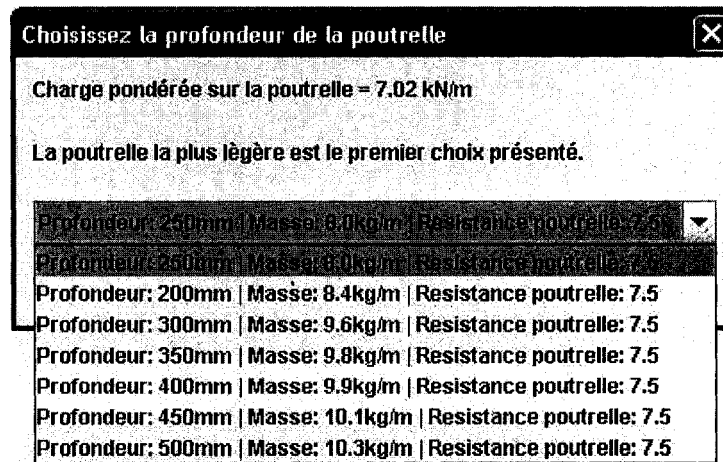 Choisissez la profondeur de la poutrelle
Charge pondérée sur la poutrelle = 7.02 kN/m
La poutrelle la plus lègère est le premier choix présenté.
Profondeur: 250mm | Masse: 8.0kg/m | Resistance poutrelle: 7.5
Profondeur: 250mm | Masse: 8.0kg/m | Resistance poutrelle: 7.5
Profondeur: 200mm | Masse: 8.4kg/m | Resistance poutrelle: 7.5
Profondeur: 300mm | Masse: 9.6kg/m | Resistance poutrelle: 7.5
Profondeur: 350mm | Masse: 9.8kg/m | Resistance poutrelle: 7.5
Profondeur: 400mm | Masse: 9.9kg/m | Resistance poutrelle: 7.5
Profondeur: 450mm | Masse: 10.1kg/m | Resistance poutrelle: 7.5
Profondeur: 500mm | Masse: 10.3kg/m | Resistance poutrelle: 7.5